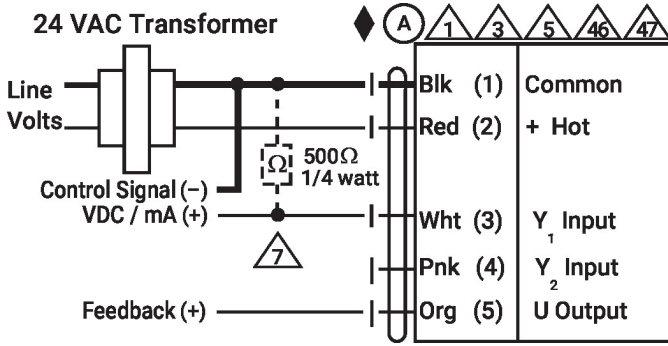 24 VAC Transformer
A 1 3 5 46 47
Line
Volts
Blk (1) Common
Red (2) + Hot
Ω 500Ω
1/4 watt
Control Signal (−)
VDC / mA (+)
Wht (3) Y1 Input
7
Pnk (4) Y2 Input
Feedback (+)
Org (5) U Output